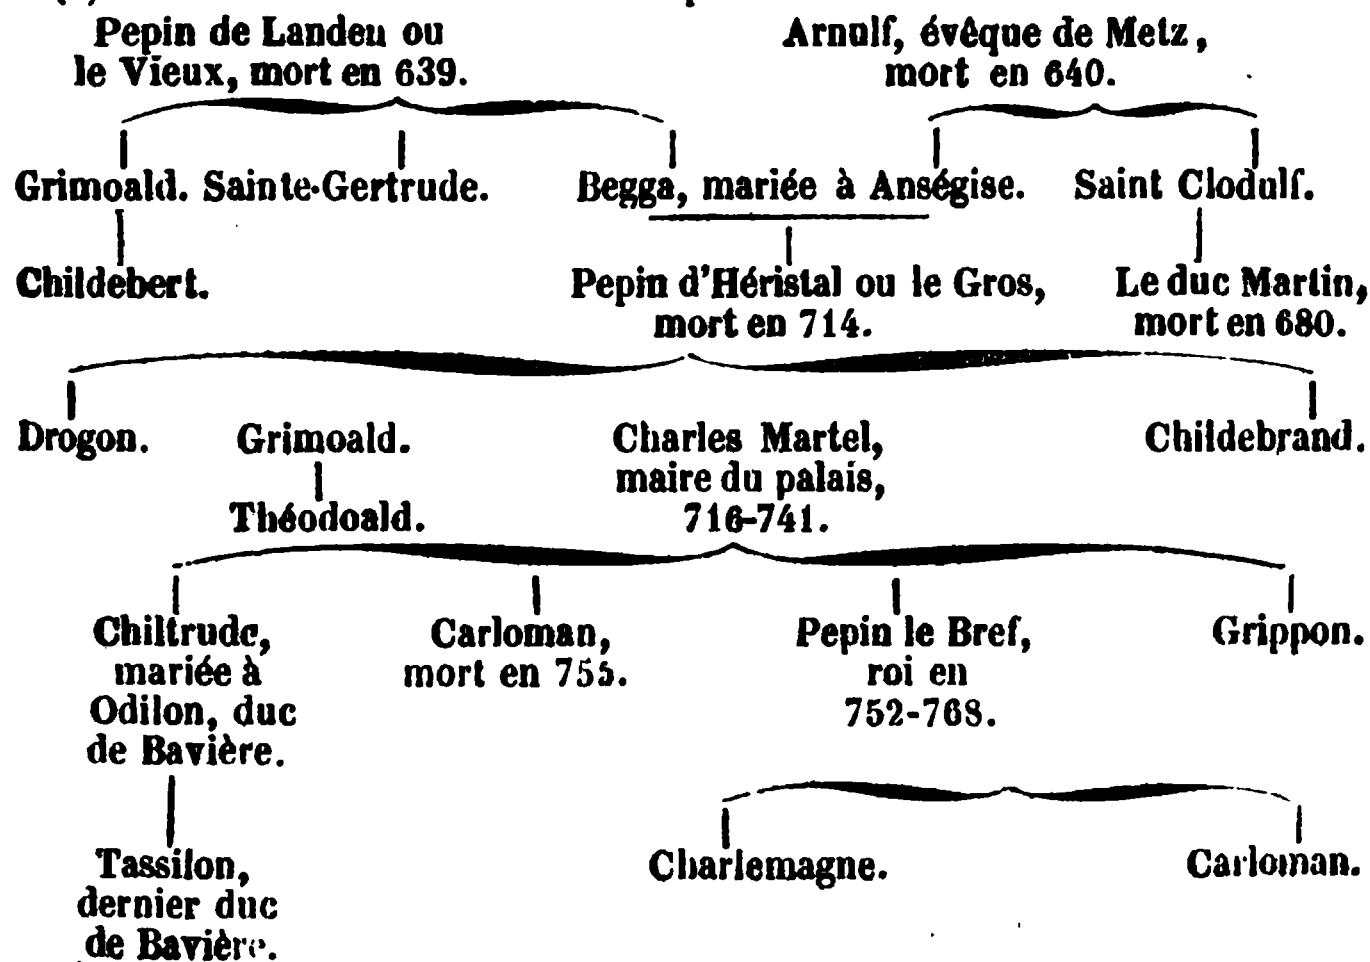 Pepin de Landen ou
le Vieux, mort en 639.
Arnulf, évêque de Metz,
mort en 640.
Grimoald. Sainte-Gertrude.
Begga, mariée à Anségise.
Saint Clodulf.
Childebert.
Pepin d'Héristal ou le Gros,
mort en 714.
Le duc Martin,
mort en 680.
Drogon.
Grimoald.
Charles Martel,
maire du palais,
716-741.
Childebrand.
Théodoald.
Chiltrude,
mariée à
Odilon, duc
de Bavière.
Carloman,
mort en 755.
Pepin le Bref,
roi en
752-768.
Grippon.
Tassilon,
dernier duc
de Bavière.
Charlemagne.
Carloman.